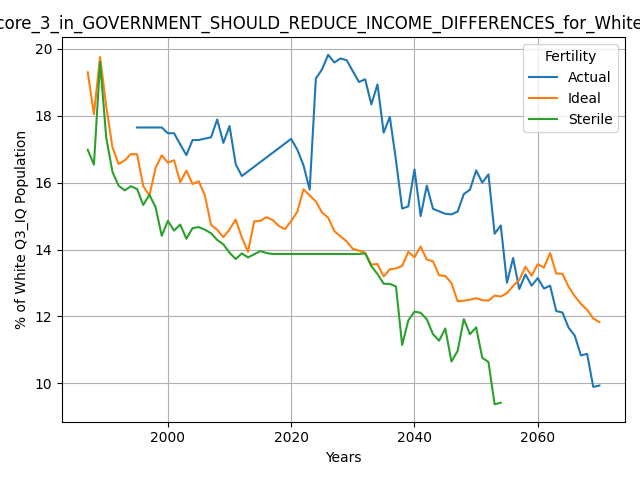 core_3_in_GOVERNMENT_SHOULD_REDUCE_INCOME_DIFFERENCES_for_White
20
18
16
14
12
10
% of White Q3_IQ Population
Fertility
Actual
Ideal
Sterile
2000
2020
2040
2060
Years